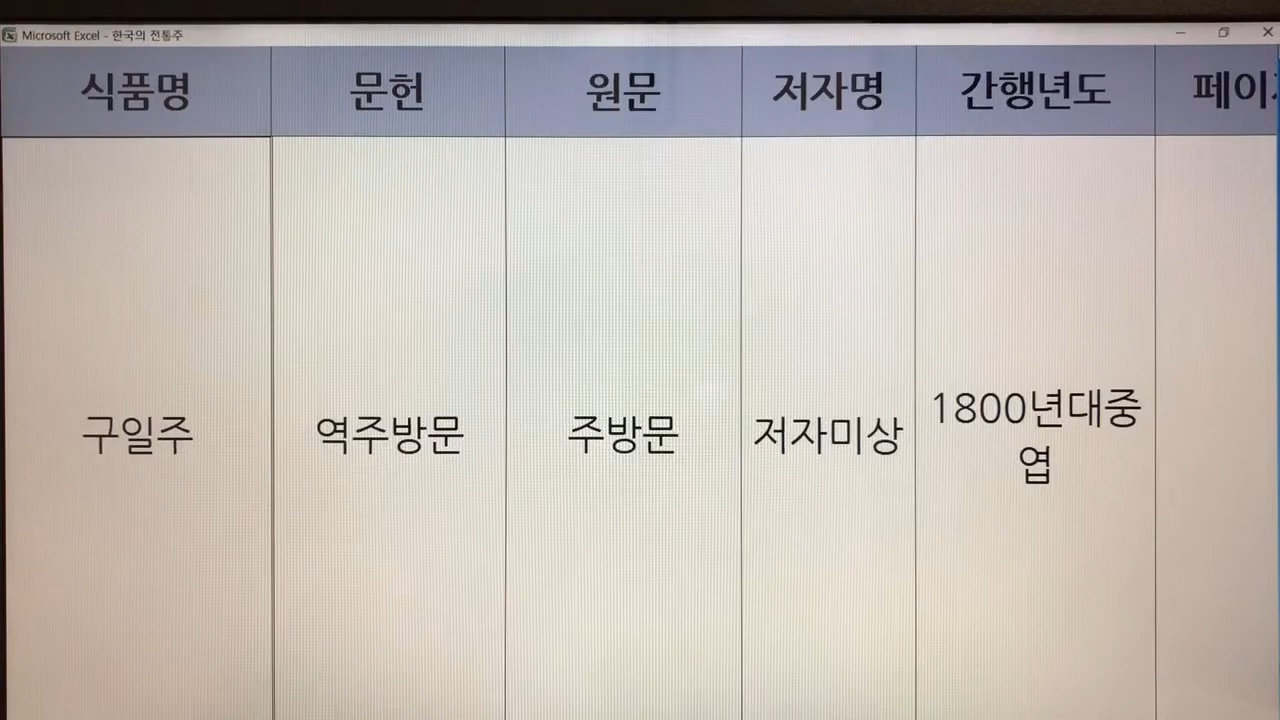 Microsoft Excel - 한국의 전통주
식품명 문헌 원문 저자명 간행년도
구일주 역주방문 주방문 저자미상 1800년대중
엽